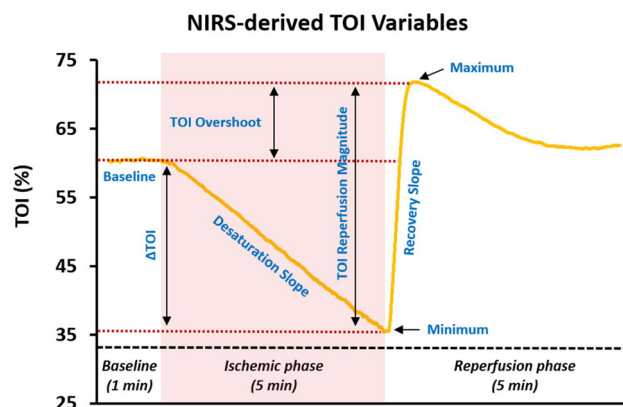 NIRS-derived TOI Variables
75
65
55
45
35
25
TOI (%)
Maximum
TOI Overshoot
TOI Reperfusion Magnitude
Baseline
ΔTOI
Desaturation Slope
Recovery Slope
Minimum
Baseline
(1 min)
Ischemic phase
(5 min)
Reperfusion phase
(5 min)